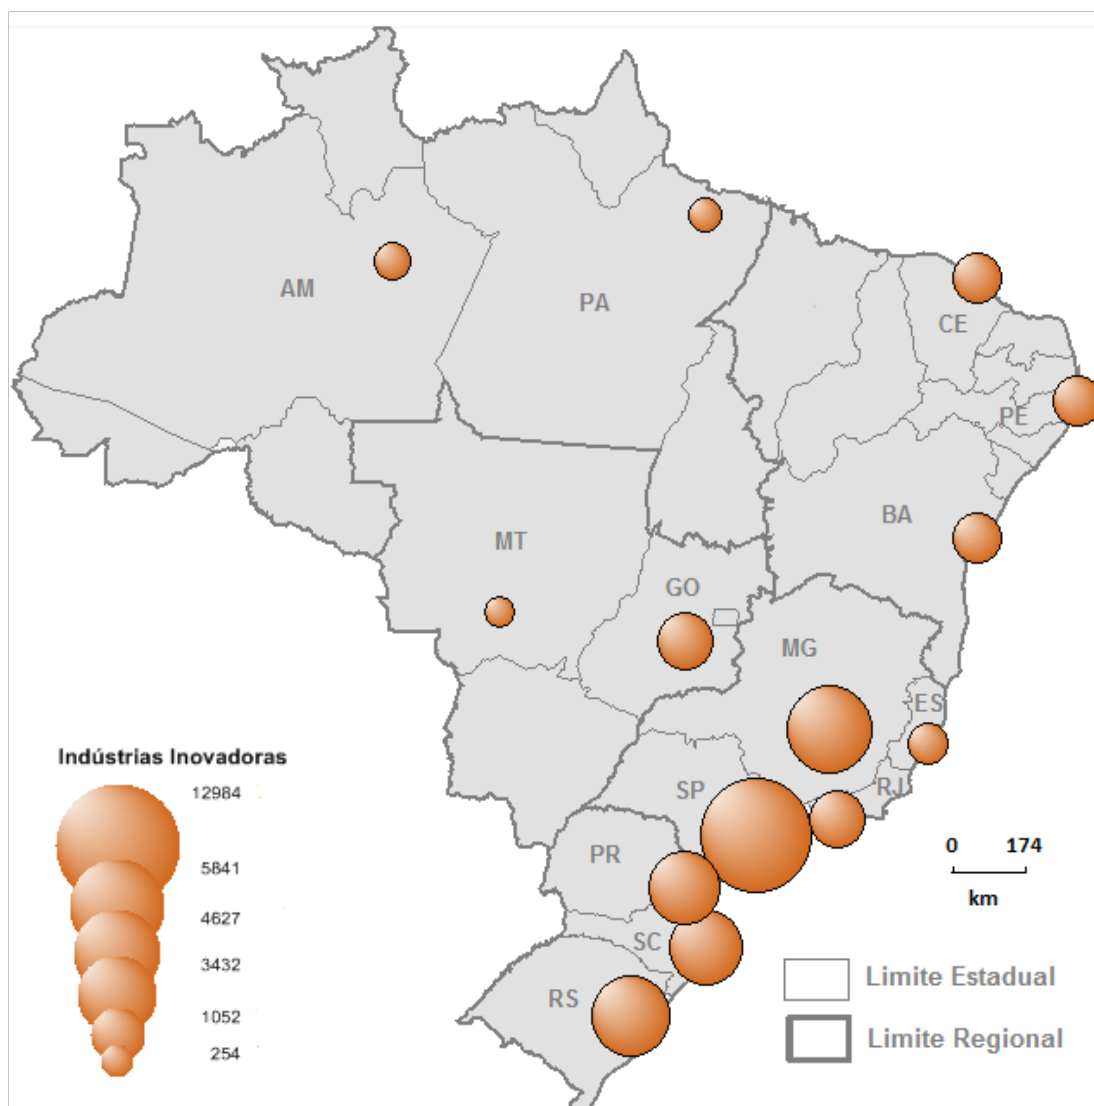 AM
PA
CE
PE
BA
MT
GO
MG
ES
SP
RJ
PR
SC
RS
Indústrias Inovadoras
12984
5841
4627
3432
1052
254
0 174
km
Limite Estadual
Limite Regional